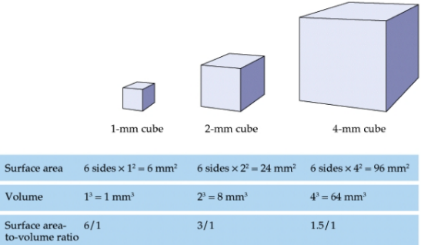 1-mm cube 2-mm cube 4-mm cube
Surface area 6 sides × 1² = 6 mm² 6 sides × 2² = 24 mm² 6 sides × 4² = 96 mm²
Volume 1³ = 1 mm³ 2³ = 8 mm³ 4³ = 64 mm³
Surface area- 6/1 3/1 1.5/1
to-volume ratio